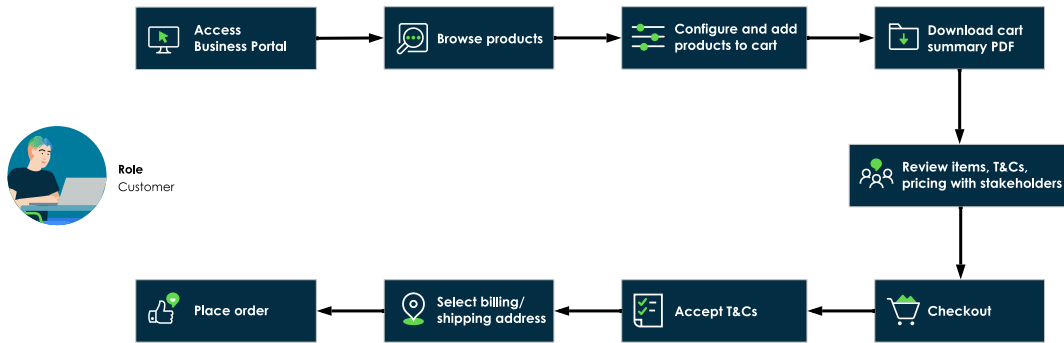 Access
Business Portal
Browse products
Configure and add
products to cart
Download cart
summary PDF
Role
Customer
Review items, T&Cs,
pricing with stakeholders
Place order
Select billing/
shipping address
Accept T&Cs
Checkout